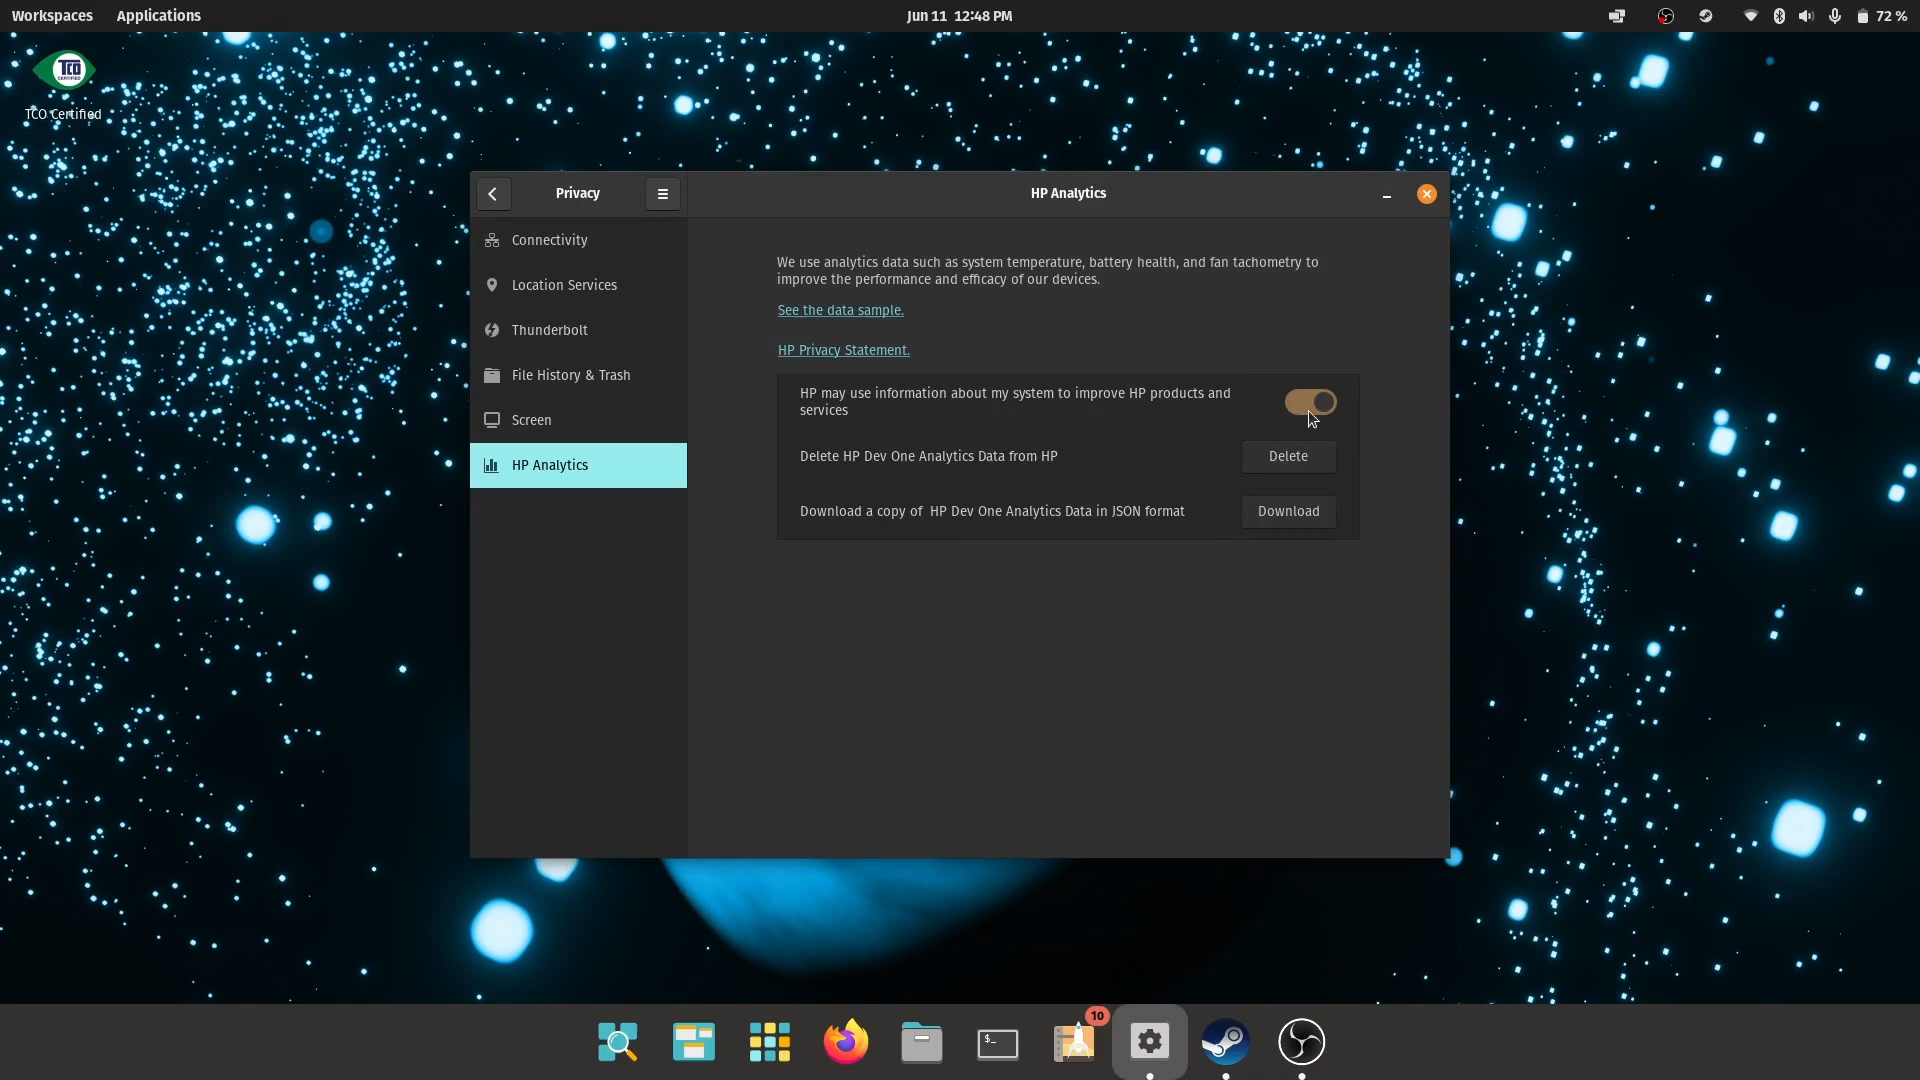 Workspaces
Applications
Jun 11 12:48 PM
72 %
TCO
CERTIFIED
TCO Certified
Privacy
HP Analytics
Connectivity
Location Services
Thunderbolt
File History & Trash
Screen
HP Analytics
We use analytics data such as system temperature, battery health, and fan tachometry to
improve the performance and efficacy of our devices.
See the data sample.
HP Privacy Statement.
HP may use information about my system to improve HP products and
services
Delete HP Dev One Analytics Data from HP
Delete
Download a copy of  HP Dev One Analytics Data in JSON format
Download
10
$_